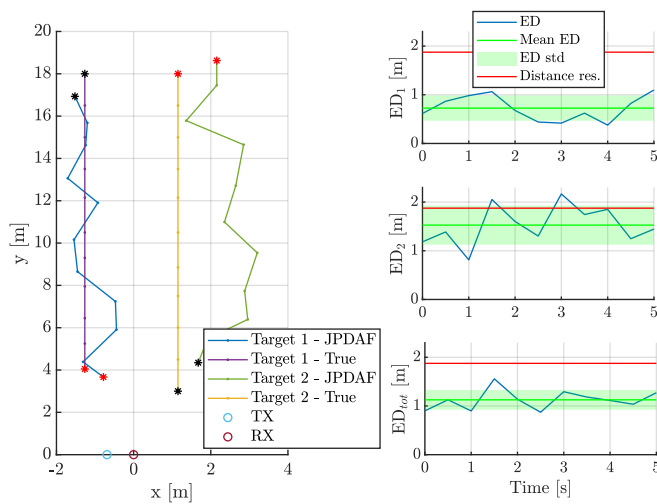 20
18
16
14
12
10
8
6
4
2
0
y [m]
-2
0
2
4
x [m]
Target 1 - JPDAF
Target 1 - True
Target 2 - JPDAF
Target 2 - True
TX
RX
ED
Mean ED
ED std
Distance res.
2
1
0
ED1 [m]
0
1
2
3
4
5
2
1
0
ED2 [m]
0
1
2
3
4
5
2
1
0
EDtot [m]
0
1
2
3
4
5
Time [s]